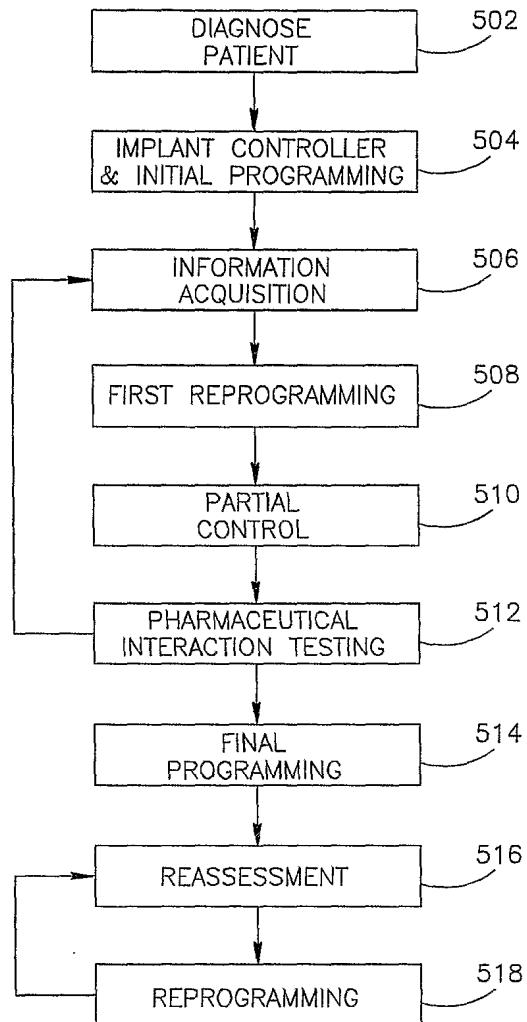 DIAGNOSE
PATIENT
502
IMPLANT CONTROLLER
& INITIAL PROGRAMMING
504
INFORMATION
ACQUISITION
506
FIRST REPROGRAMMING
508
PARTIAL
CONTROL
510
PHARMACEUTICAL
INTERACTION TESTING
512
FINAL
PROGRAMMING
514
REASSESSMENT
516
REPROGRAMMING
518